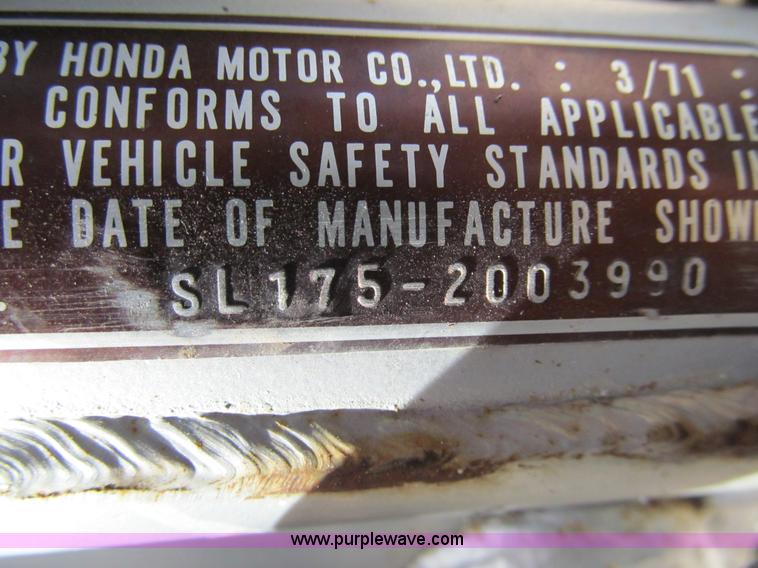 BY HONDA MOTOR CO.,LTD. : 3/71 :
CONFORMS TO ALL APPLICABLE
R VEHICLE SAFETY STANDARDS IN
E DATE OF MANUFACTURE SHOWN
SL175-2003990
www.purplewave.com